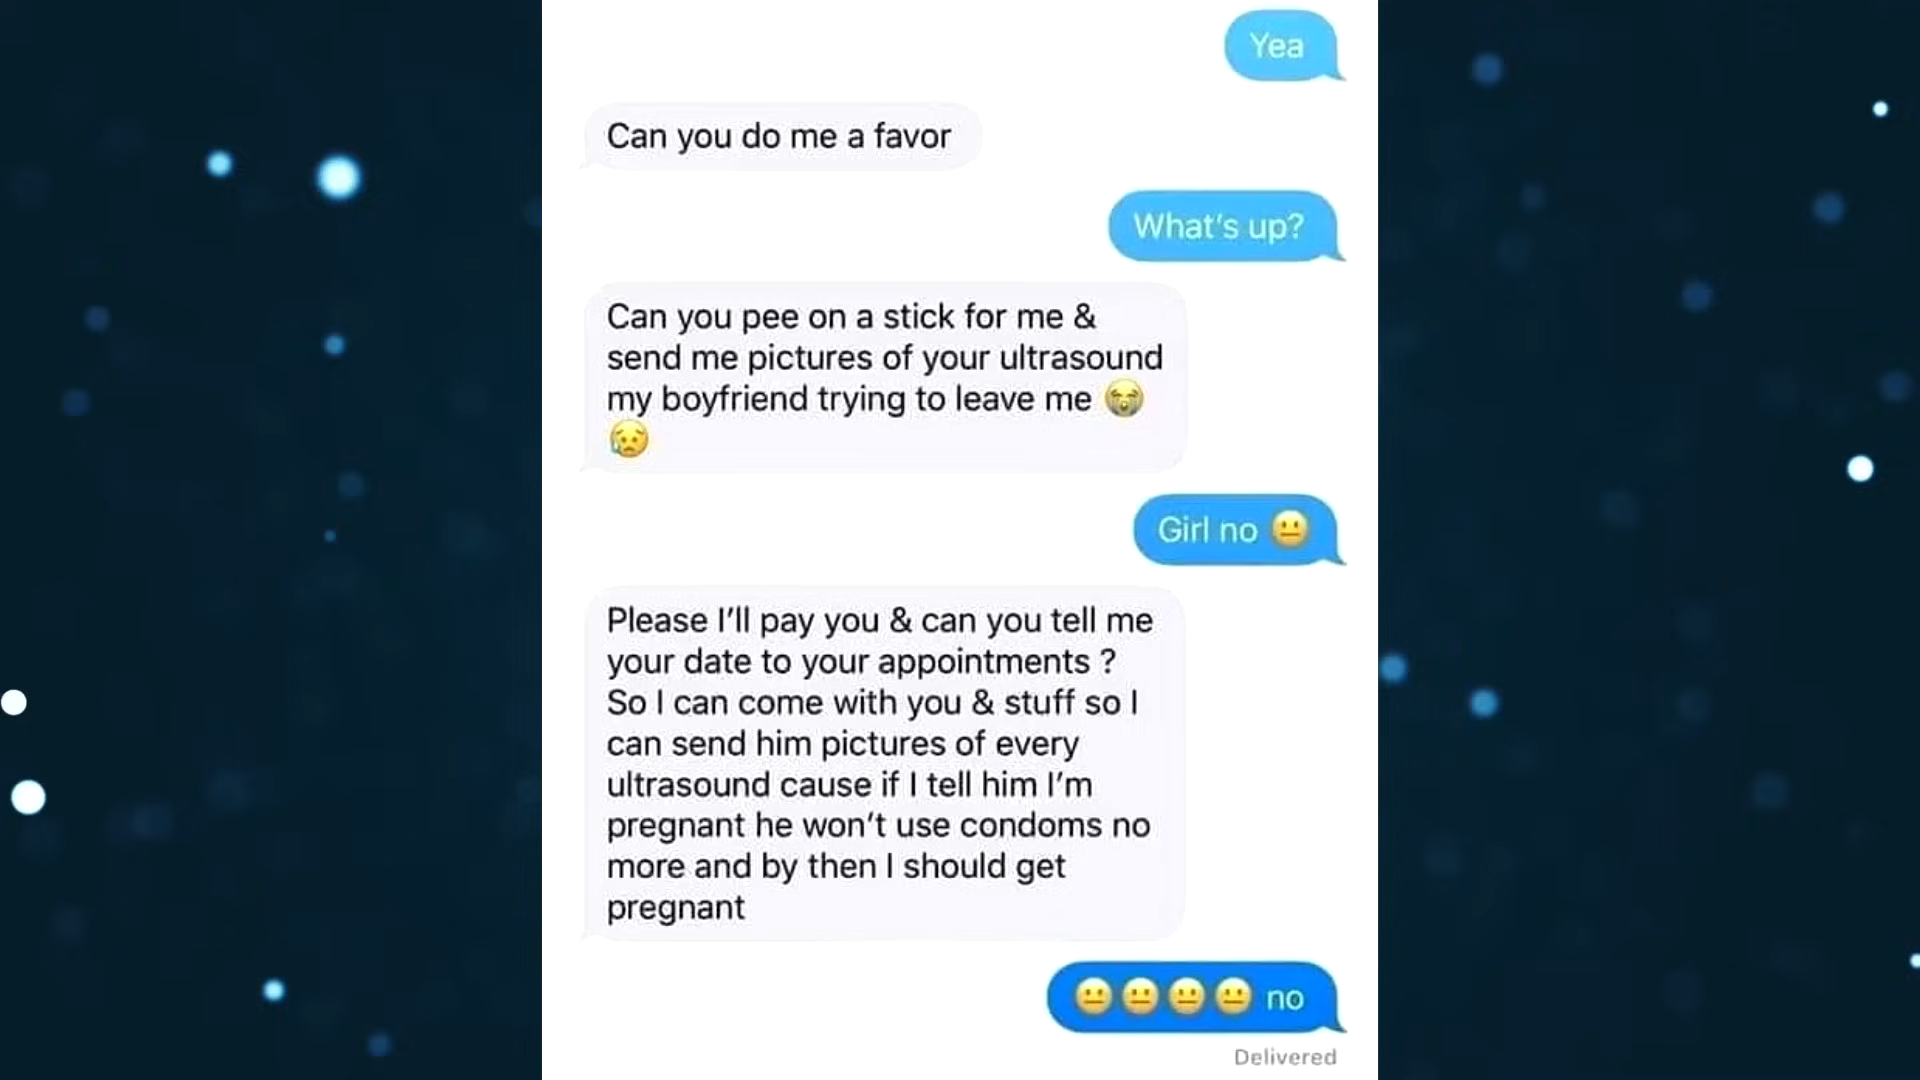 Yea
Can you do me a favor
What's up?
Can you pee on a stick for me &
send me pictures of your ultrasound
my boyfriend trying to leave me 😭
😥
Girl no 😐
Please I'll pay you & can you tell me
your date to your appointments ?
So I can come with you & stuff so I
can send him pictures of every
ultrasound cause if I tell him I'm
pregnant he won't use condoms no
more and by then I should get
pregnant
😐😐😐😐 no
Delivered